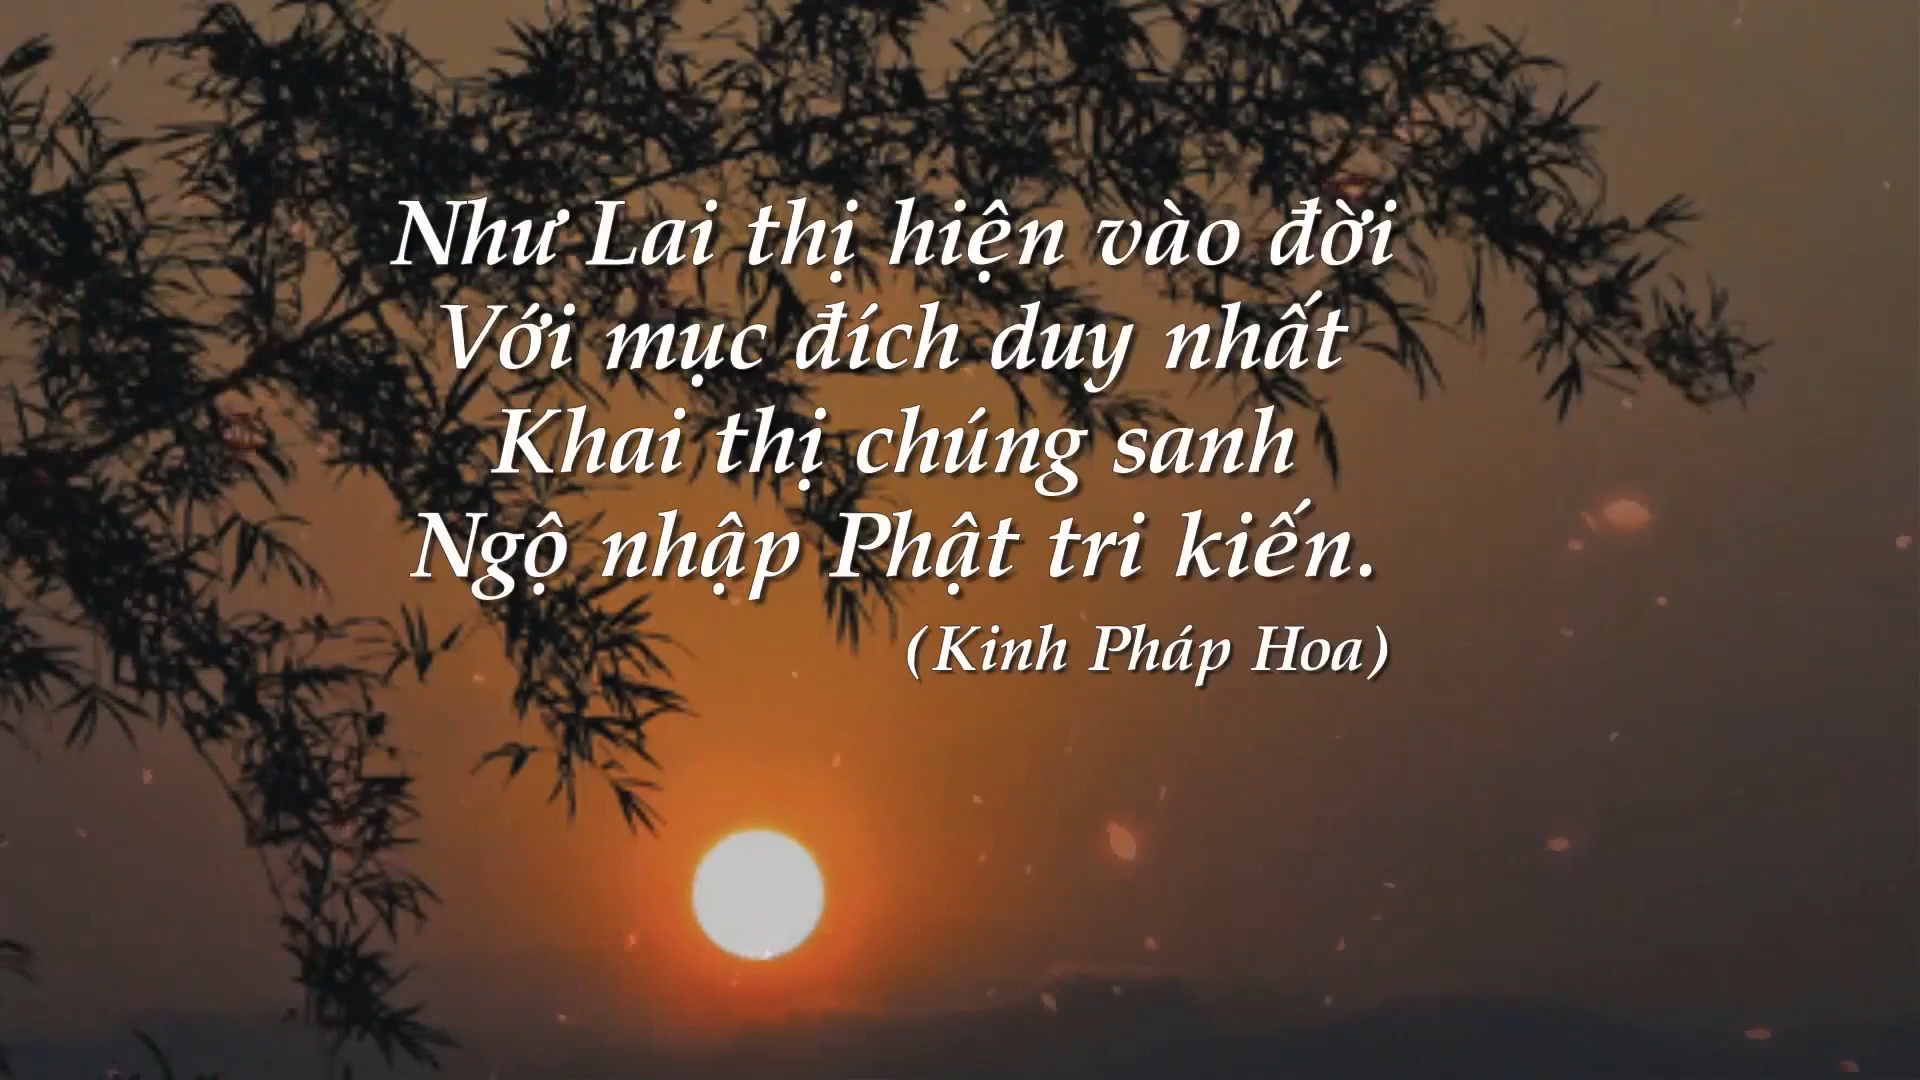 Như Lai thị hiện vào đời
Với mục đích duy nhất
Khai thị chúng sanh
Ngộ nhập Phật tri kiến.
(Kinh Pháp Hoa)